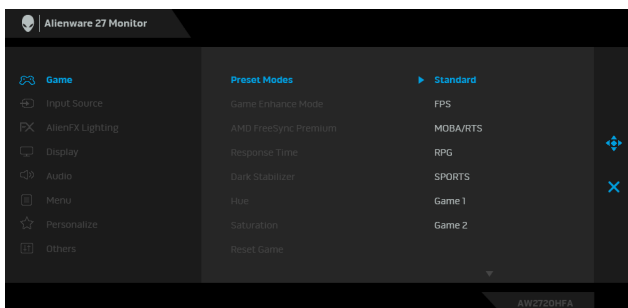 Alienware 27 Monitor
Game
Input Source
AlienFX Lighting
Display
Audio
Menu
Personalize
Others
Preset Modes
Game Enhance Mode
AMD FreeSync Premium
Response Time
Dark Stabilizer
Hue
Saturation
Reset Game
Standard
FPS
MOBA/RTS
RPG
SPORTS
Game 1
Game 2
AW2720HFA